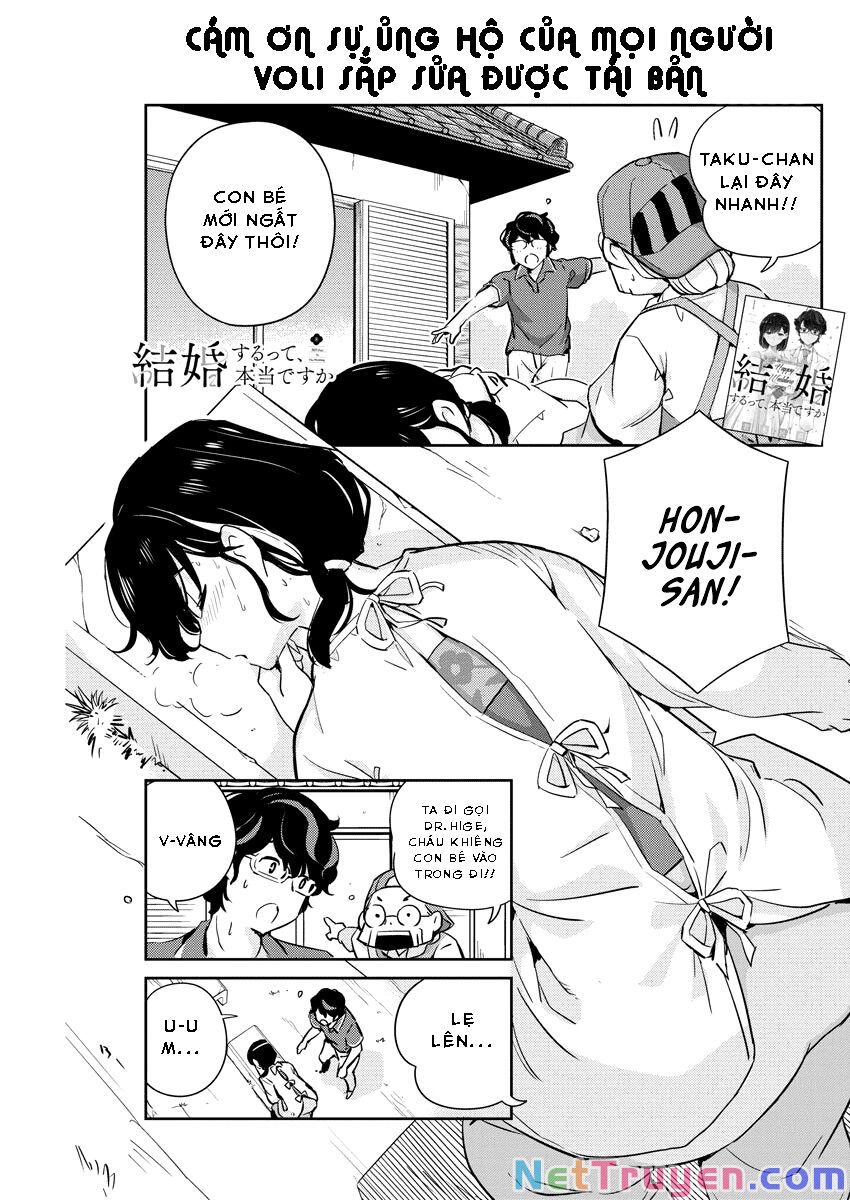 CÁM ƠN SỰ ỦNG HỘ CỦA MỌI NGƯỜI
VOL1 SẮP SỬA ĐƯỢC TÁI BẢN
TAKU-CHAN
LẠI ĐÂY
NHANH!!
CON BÉ
MỚI NGẤT
ĐÂY THÔI!
結婚
するって、
本当ですか
結婚
するって、本当ですか
HON-
JOUJI-
SAN!
TA ĐI GỌI
DR.HIGE,
CHÁU KHIÊNG
CON BÉ VÀO
TRONG ĐI!!
V-VÂNG
LẸ
LÊN...
U-U
M...
NetTruyen.com